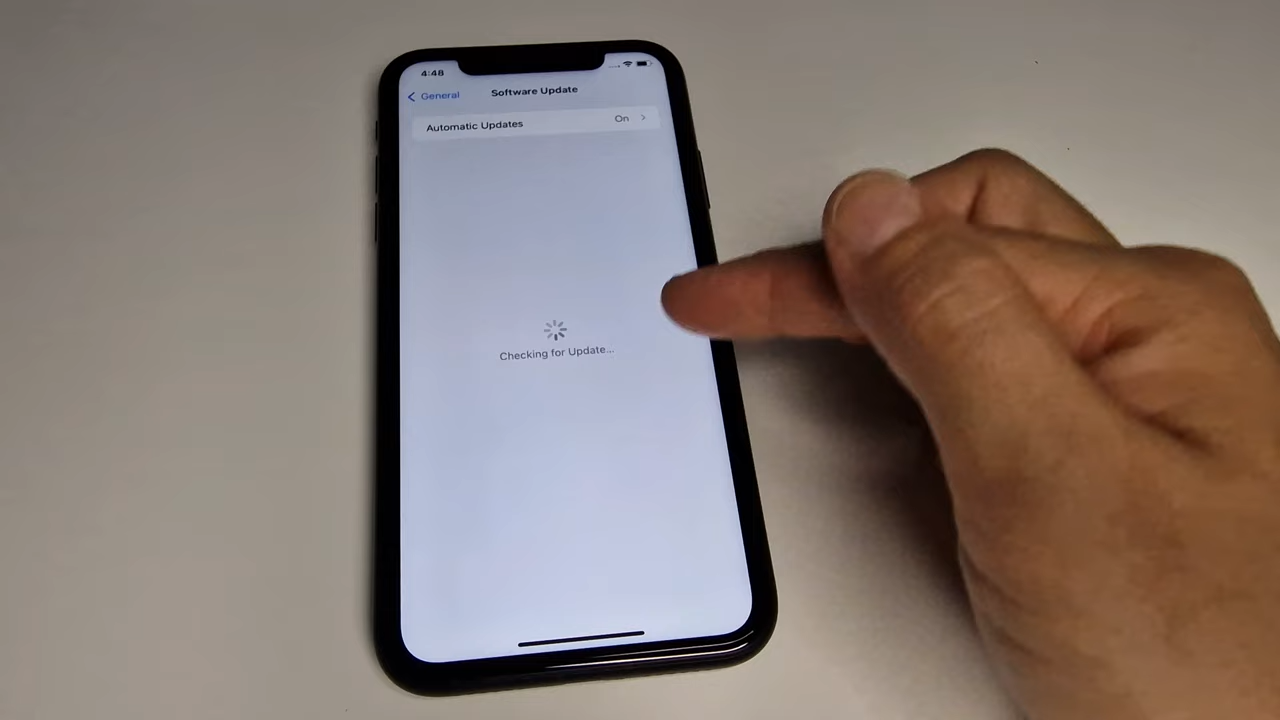 4:48
General
Software Update
Automatic Updates
On
Checking for Update...